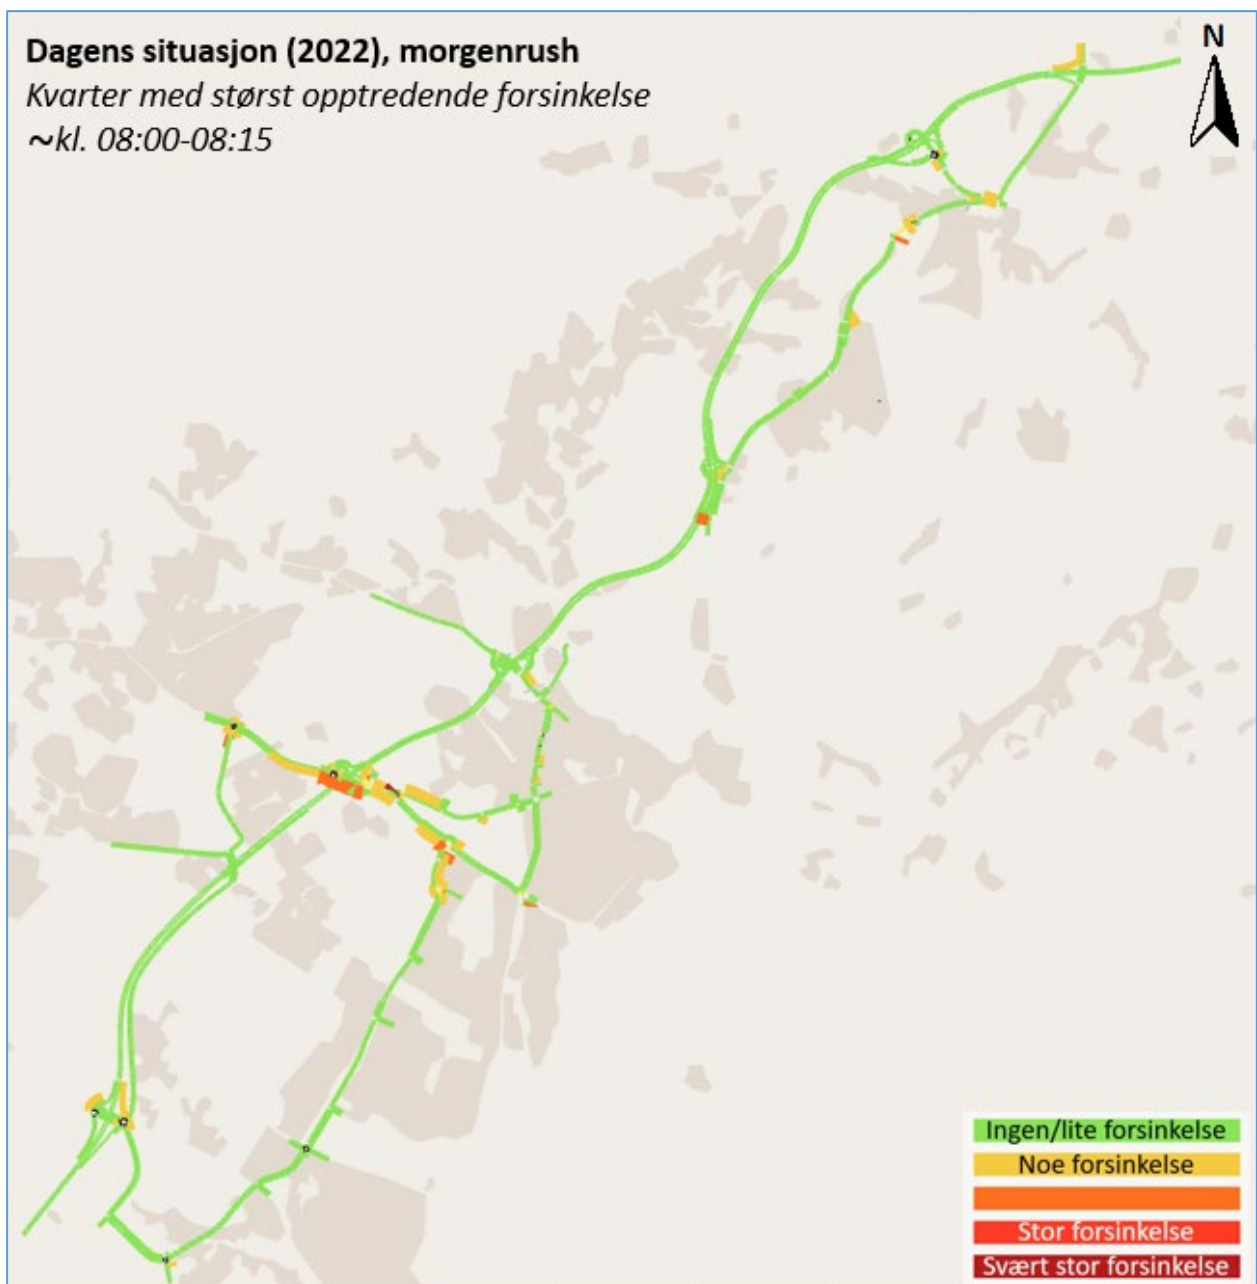 Dagens situasjon (2022), morgenrush
Kvarter med størst opptredende forsinkelse
~kl. 08:00-08:15
N
Ingen/lite forsinkelse
Noe forsinkelse
Stor forsinkelse
Svært stor forsinkelse